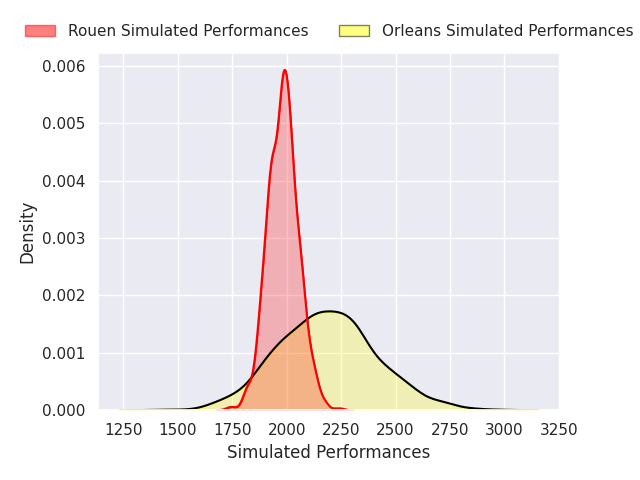 Rouen Simulated Performances Orleans Simulated Performances
0.006
0.005
0.004
0.003
0.002
0.001
0.000
Density
1250 1500 1750 2000 2250 2500 2750 3000 3250
Simulated Performances